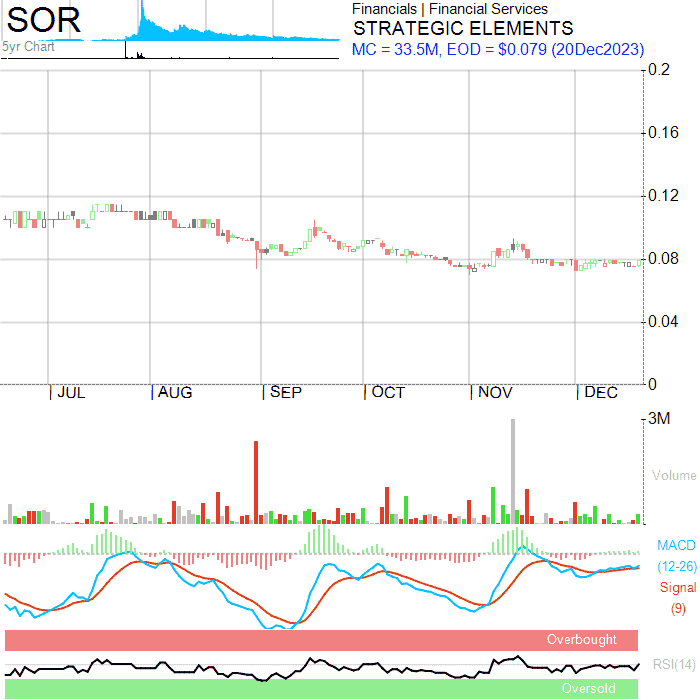 SOR
5yr Chart
Financials | Financial Services
STRATEGIC ELEMENTS
MC = 33.5M, EOD = $0.079 (20Dec2023)
0.2
0.16
0.12
0.08
0.04
0
| JUL | AUG | SEP | OCT | NOV | DEC
3M
Volume
MACD
(12-26)
Signal
(9)
Overbought
RSI(14)
Oversold